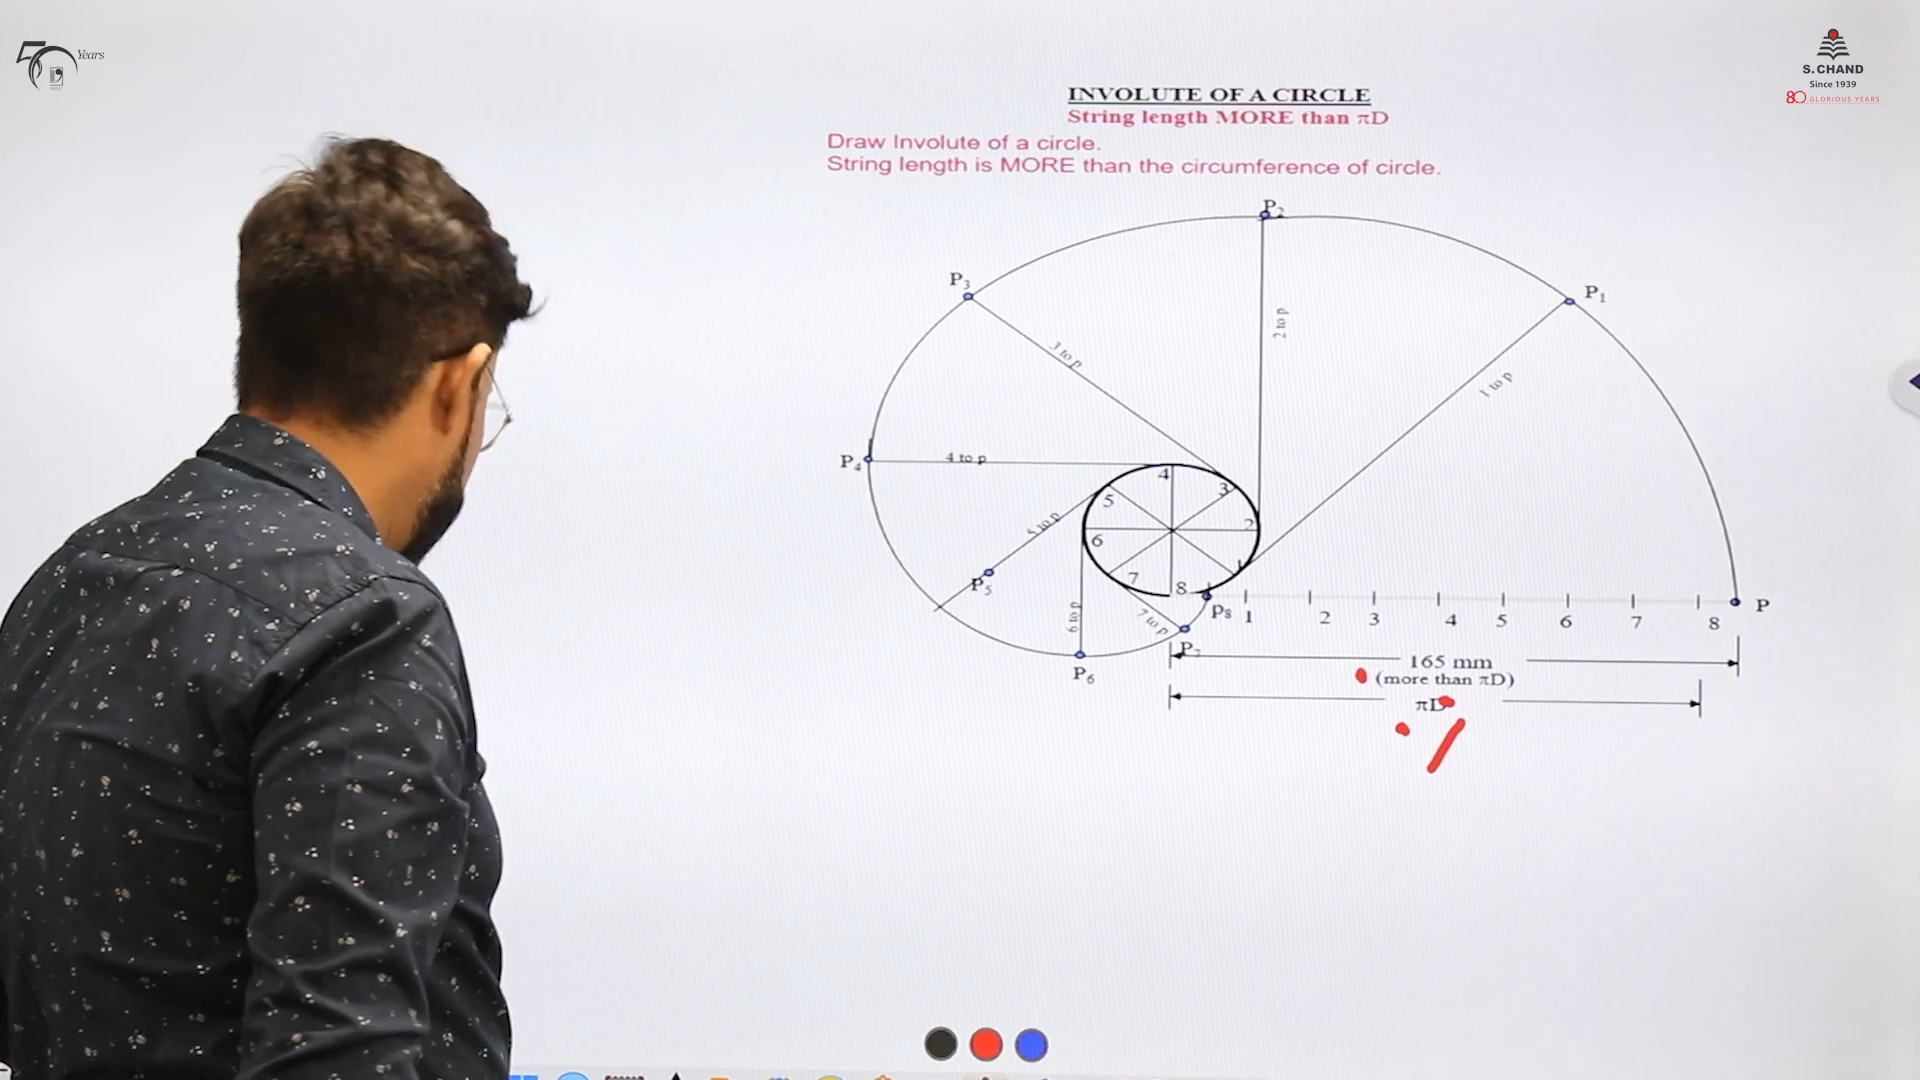 50 Years
S. CHAND
Since 1939
80 GLORIOUS YEARS
INVOLUTE OF A CIRCLE
String length MORE than πD
Draw Involute of a circle.
String length is MORE than the circumference of circle.
P2
P3
P1
2 to p
3 to p
1 to p
P4
4 to p
4
3
5
2
5 to p
6
1
P5
7
8
6 to p
7 to p
P8
1 2 3 4 5 6 7 8
P
P7
P6
165 mm
(more than πD)
πD